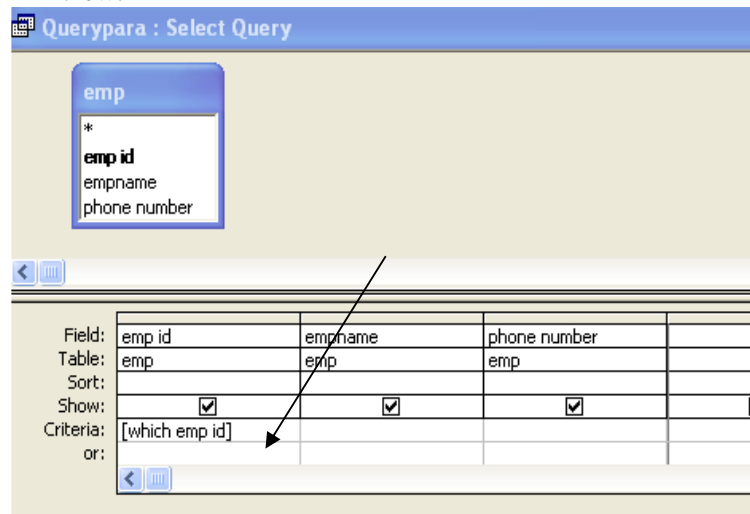 Querypara : Select Query
emp
*
emp id
empname
phone number
Field: emp id empname phone number
Table: emp emp emp
Sort:
Show:
Criteria: [which emp id]
or: